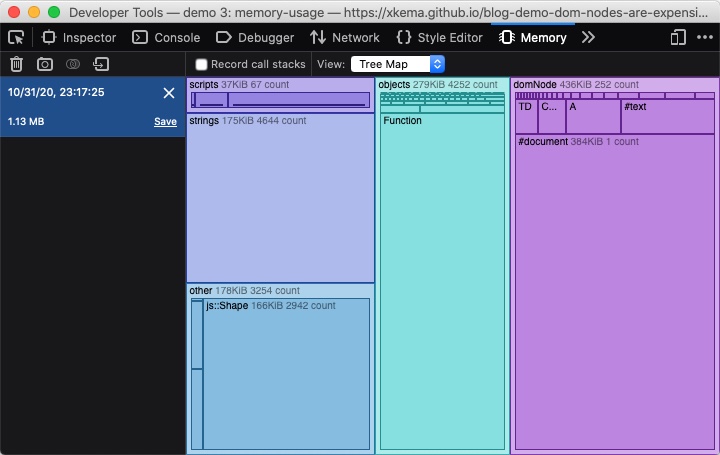 Developer Tools — demo 3: memory-usage — https://xkema.github.io/blog-demo-dom-nodes-are-expensi...
Inspector Console Debugger Network Style Editor Memory
Record call stacks View: Tree Map
10/31/20, 23:17:25
1.13 MB Save
scripts 37KiB 67 count
strings 175KiB 4644 count
other 178KiB 3254 count
js::Shape 166KiB 2942 count
objects 279KiB 4252 count
Function
domNode 436KiB 252 count
TD C... A #text
#document 384KiB 1 count